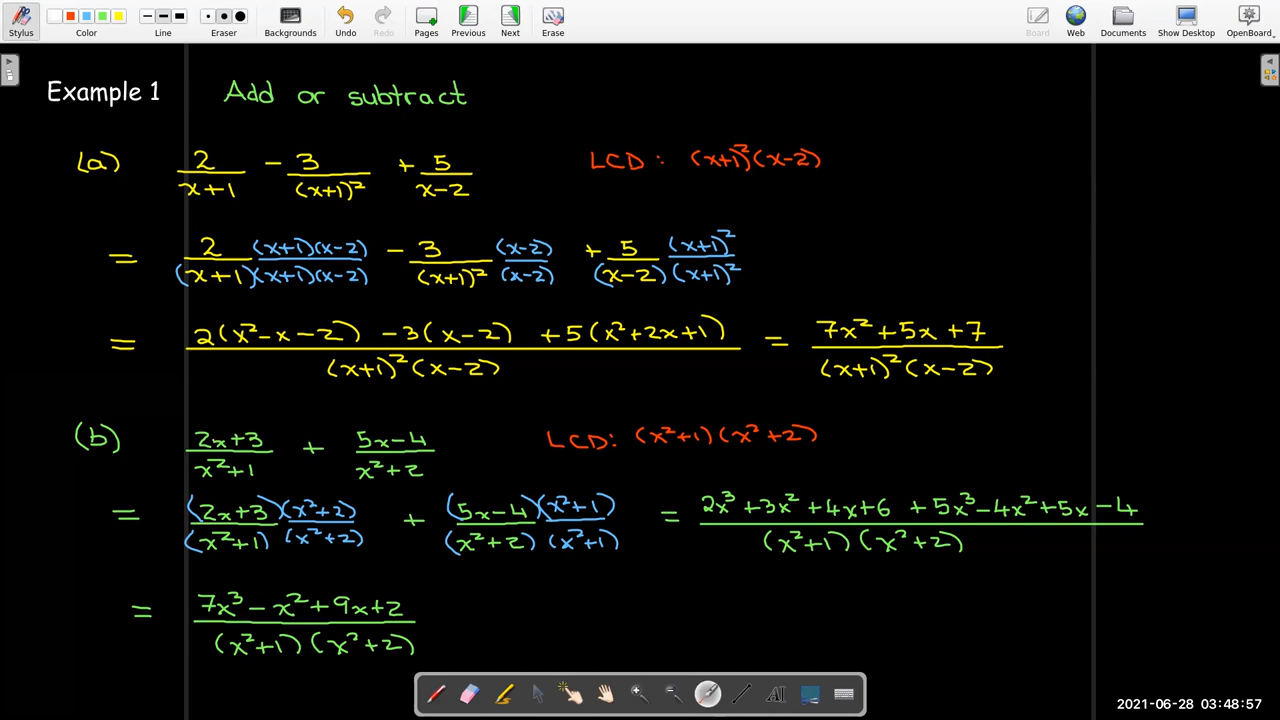 Stylus Color Line Eraser Backgrounds Undo Redo Pages Previous Next Erase Board Web Documents Show Desktop OpenBoard
Example 1 Add or subtract
(a) 2/(x+1) − 3/(x+1)² + 5/(x−2) LCD: (x+1)²(x−2)
= 2/(x+1) (x+1)(x−2)/(x+1)(x−2) − 3/(x+1)² (x−2)/(x−2) + 5/(x−2) (x+1)²/(x+1)²
= (2(x²−x−2) −3(x−2) +5(x²+2x+1))/((x+1)²(x−2)) = (7x²+5x+7)/((x+1)²(x−2))
(b) (2x+3)/(x²+1) + (5x−4)/(x²+2) LCD: (x²+1)(x²+2)
= (2x+3)(x²+2)/(x²+1)(x²+2) + (5x−4)(x²+1)/(x²+2)(x²+1) = (2x³+3x²+4x+6 +5x³−4x²+5x−4)/((x²+1)(x²+2))
= (7x³−x²+9x+2)/((x²+1)(x²+2))
AI
2021-06-28 03:48:57